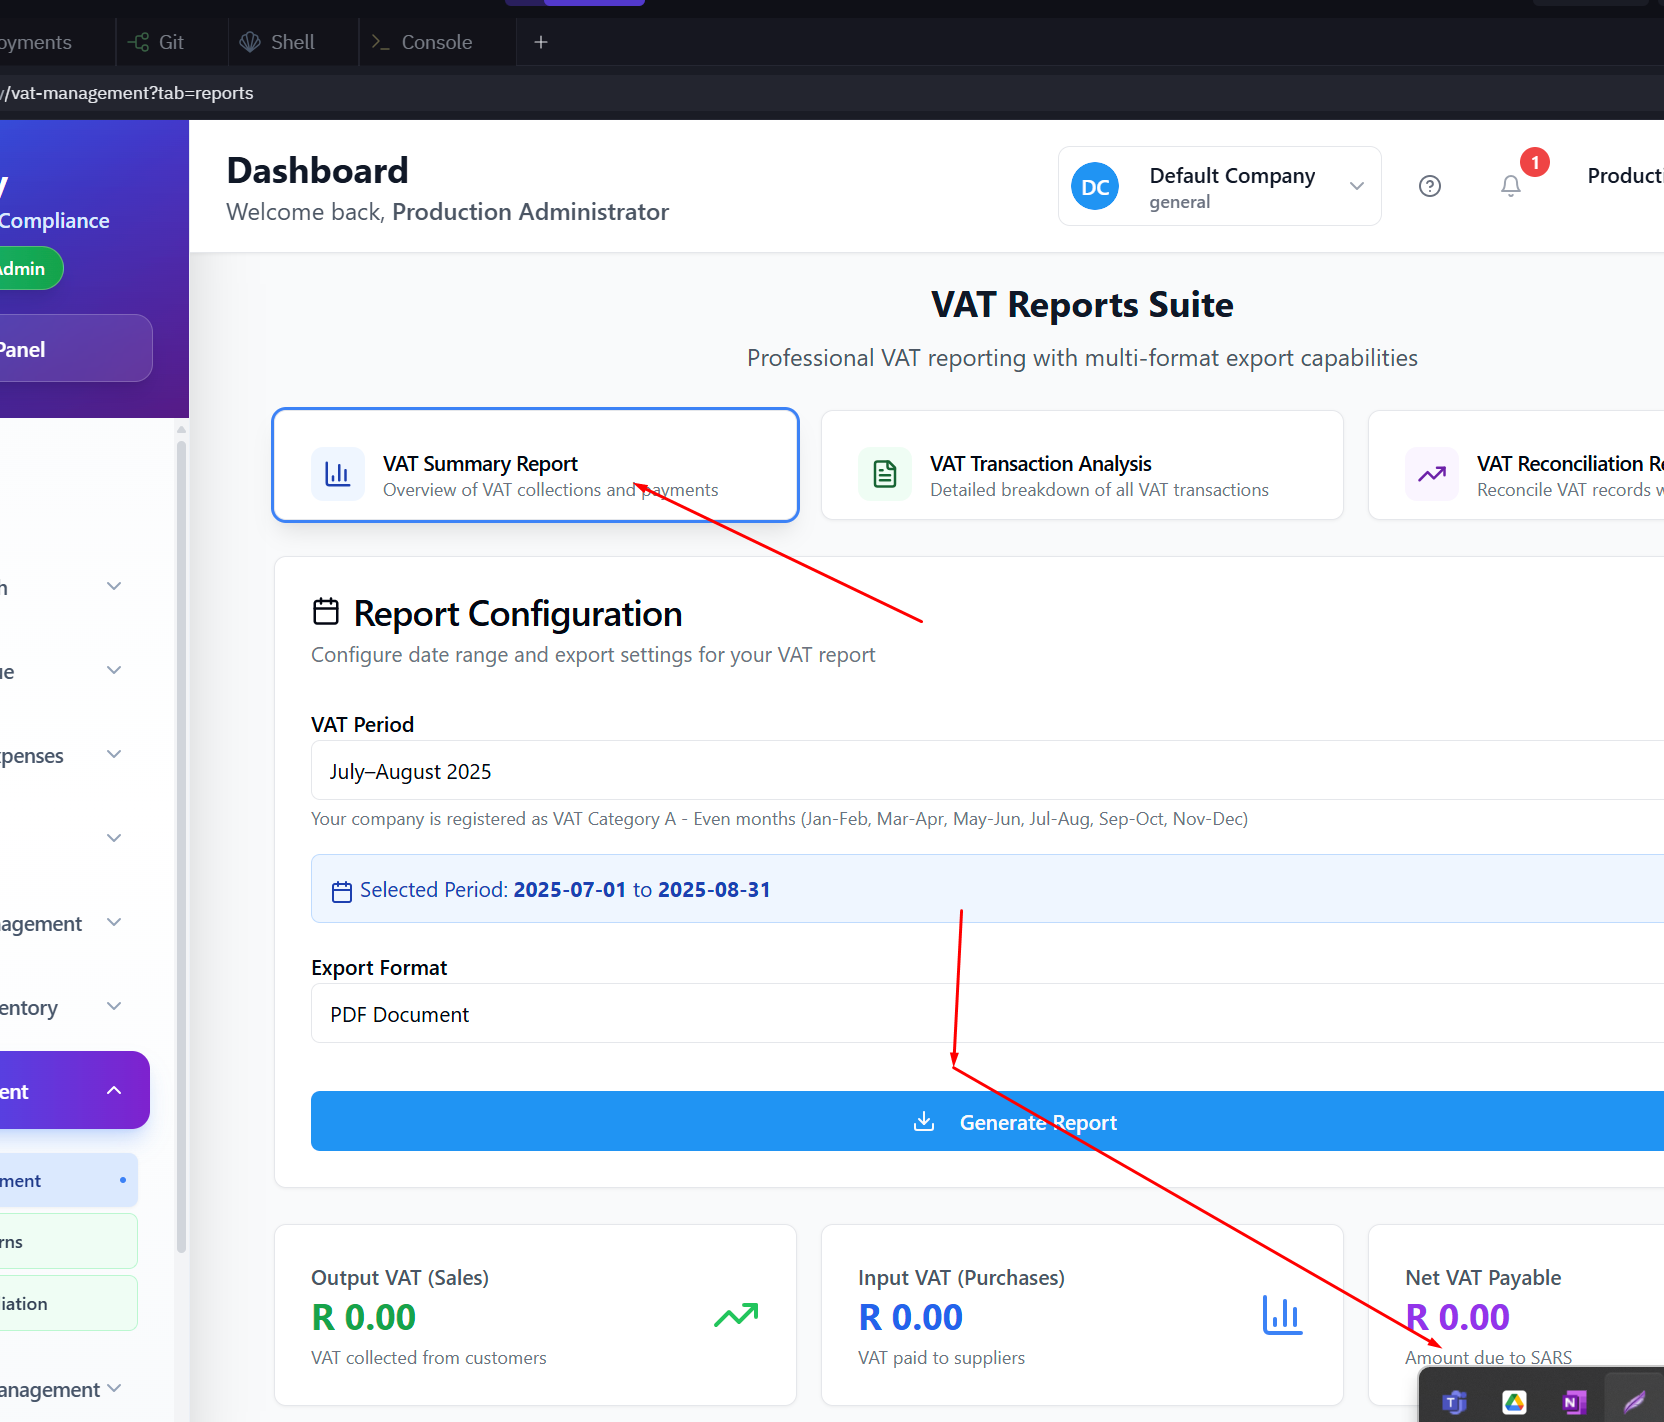 oyments
Git
Shell
Console
/vat-management?tab=reports
y
Compliance
Admin
Panel
Dashboard
Welcome back, Production Administrator
DC
Default Company
general
1
Producti
VAT Reports Suite
Professional VAT reporting with multi-format export capabilities
VAT Summary Report
Overview of VAT collections and payments
VAT Transaction Analysis
Detailed breakdown of all VAT transactions
VAT Reconciliation Re
Reconcile VAT records w
Report Configuration
Configure date range and export settings for your VAT report
VAT Period
July–August 2025
Your company is registered as VAT Category A - Even months (Jan-Feb, Mar-Apr, May-Jun, Jul-Aug, Sep-Oct, Nov-Dec)
Selected Period: 2025-07-01 to 2025-08-31
Export Format
PDF Document
Generate Report
Output VAT (Sales)
R 0.00
VAT collected from customers
Input VAT (Purchases)
R 0.00
VAT paid to suppliers
Net VAT Payable
R 0.00
Amount due to SARS
h
ue
xpenses
nagement
entory
ent
ment
rns
iation
anagement